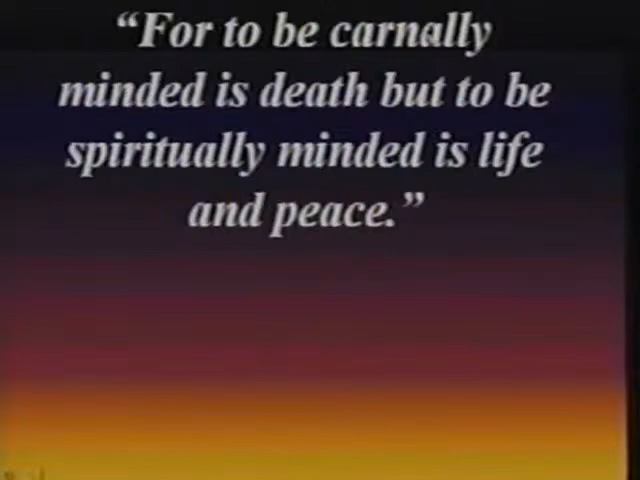 “For to be carnally
minded is death but to be
spiritually minded is life
and peace.”